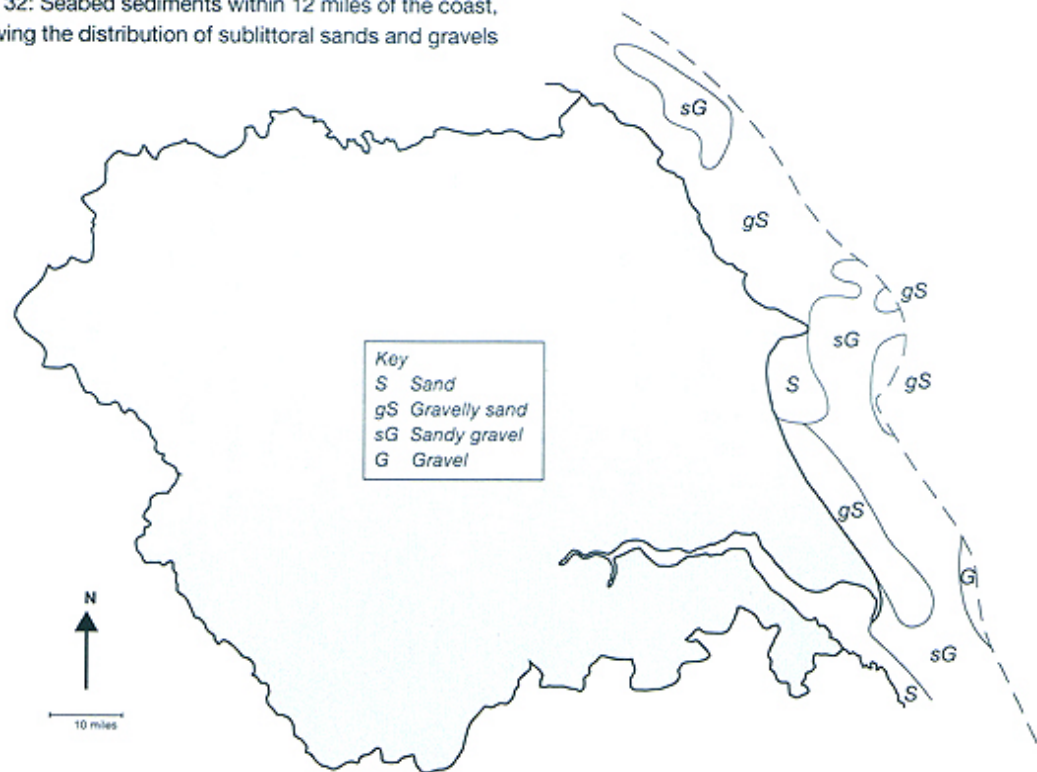 32: Seabed sediments within 12 miles of the coast,
the distribution of sublittoral sands and gravels
sG
gS
gS
sG
gS
S
Key
S Sand
gS Gravelly sand
sG Sandy gravel
G Gravel
gS
G
N
sG
S
10 miles